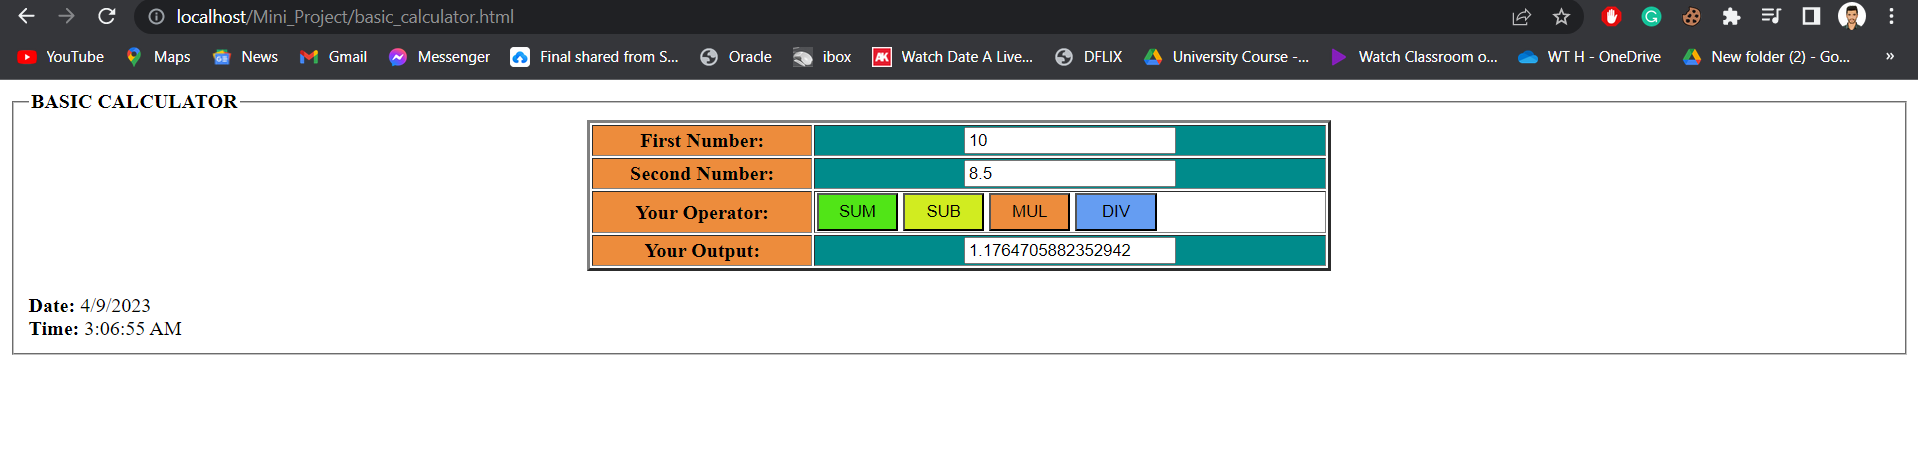 localhost/Mini_Project/basic_calculator.html
YouTube Maps News Gmail Messenger Final shared from S... Oracle ibox Watch Date A Live... DFLIX University Course -... Watch Classroom o... WT H - OneDrive New folder (2) - Go... »
BASIC CALCULATOR
First Number: 10
Second Number: 8.5
Your Operator: SUM SUB MUL DIV
Your Output: 1.1764705882352942
Date: 4/9/2023
Time: 3:06:55 AM